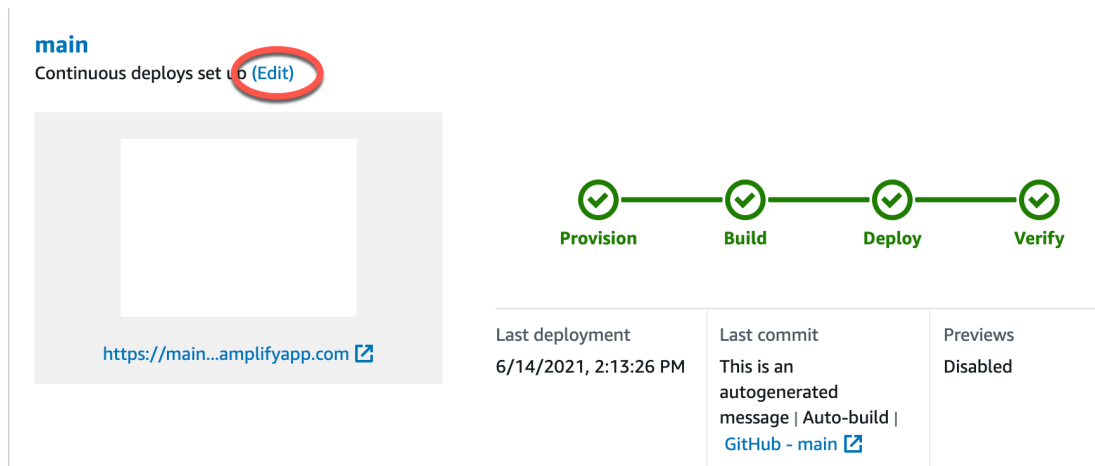 main
Continuous deploys set up (Edit)
https://main...amplifyapp.com
Provision
Build
Deploy
Verify
Last deployment
6/14/2021, 2:13:26 PM
Last commit
This is an
autogenerated
message | Auto-build |
GitHub - main
Previews
Disabled